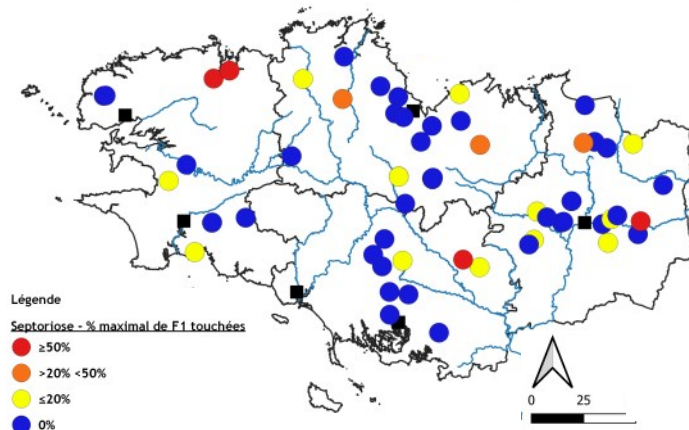 Légende
Septoriose - % maximal de F1 touchées
≥50%
>20% <50%
≤20%
0%
0 25